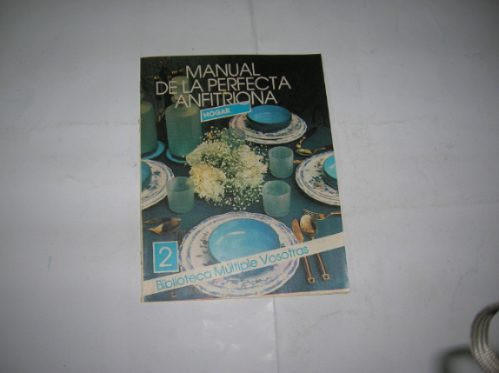 MANUAL
DE LA PERFECTA
ANFITRIONA
HOGAR
2
Biblioteca Múltiple Vosotras